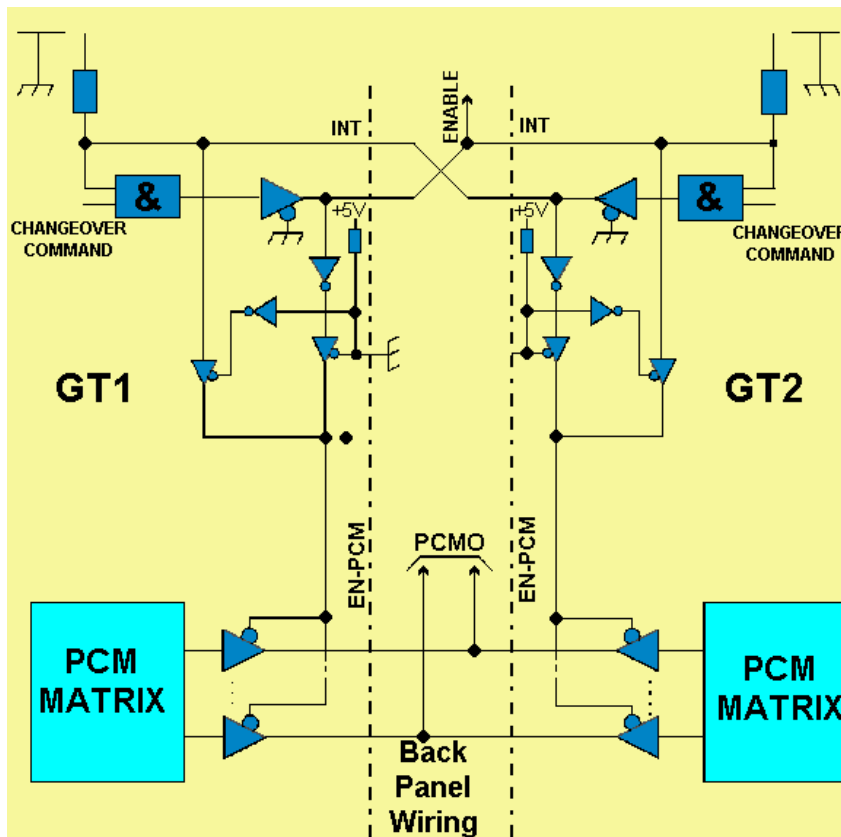 INT
ENABLE
INT
&
&
+5V
+5V
CHANGEOVER
COMMAND
CHANGEOVER
COMMAND
GT1
GT2
EN-PCM
PCMO
EN-PCM
PCM
MATRIX
PCM
MATRIX
Back
Panel
Wiring